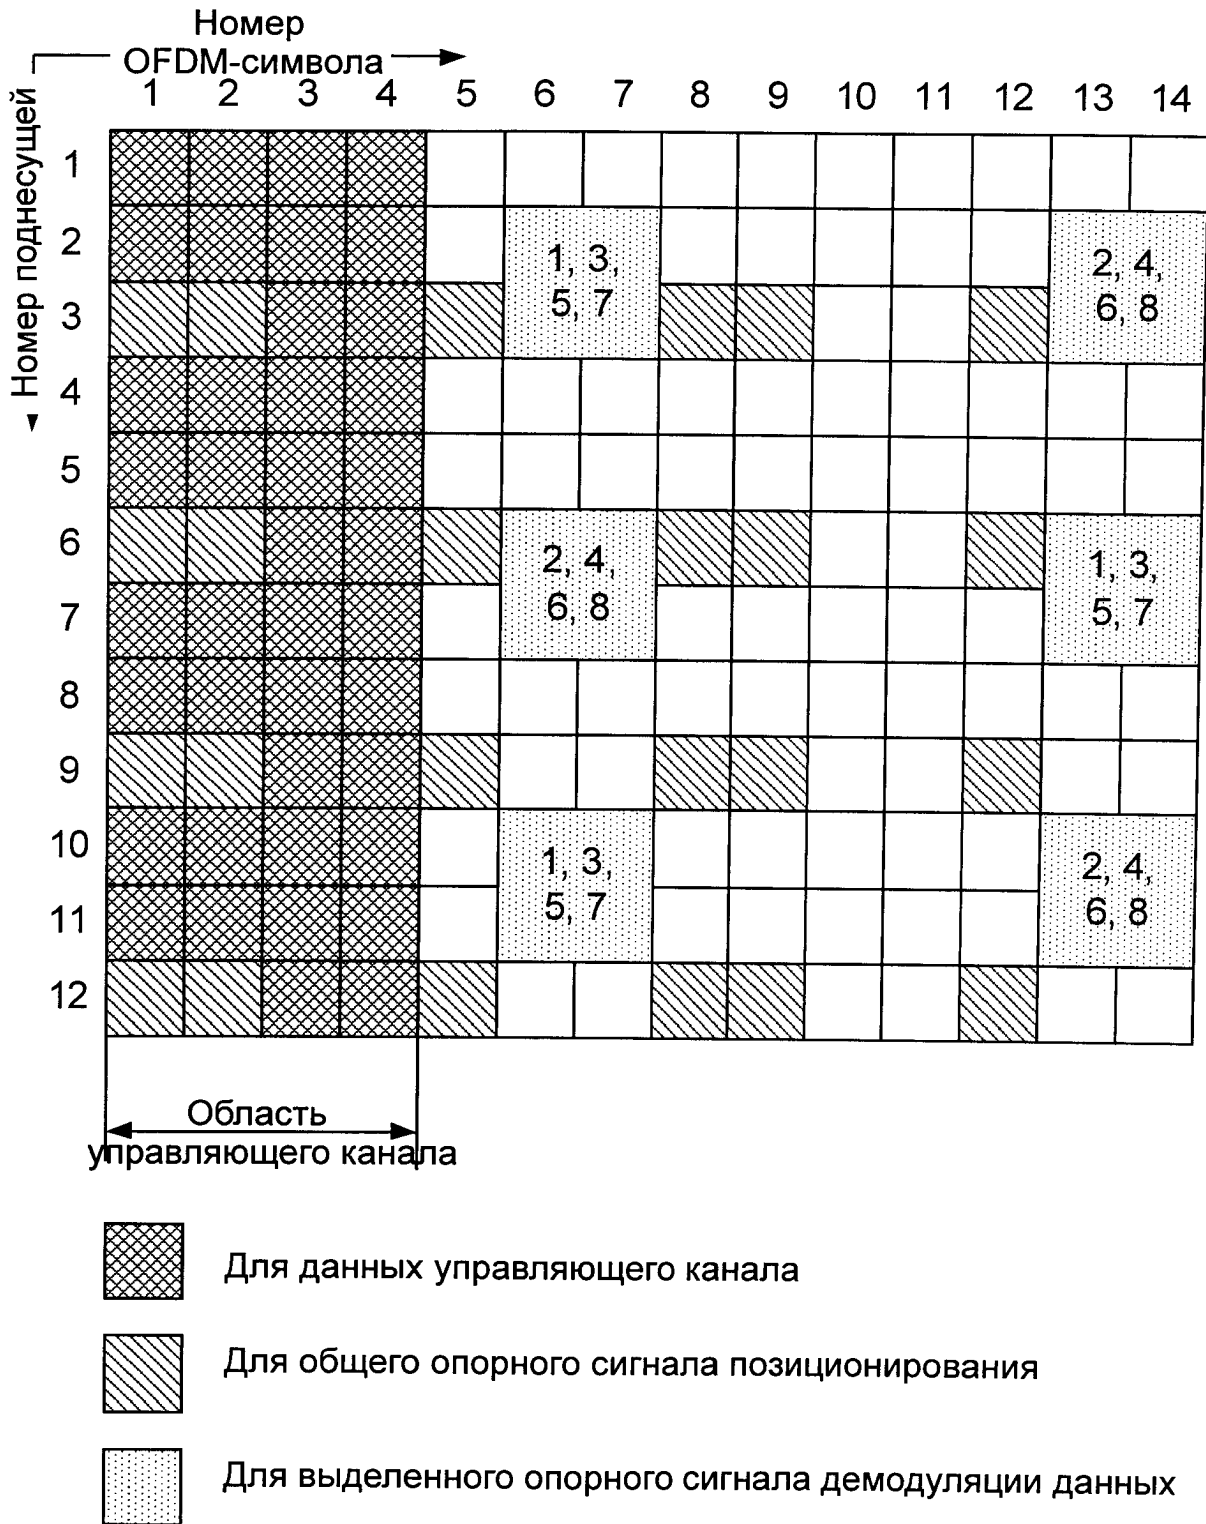 Номер
OFDM-символа
Номер поднесущей
1 2 3 4 5 6 7 8 9 10 11 12 13 14
1
2
1, 3,
5, 7
2, 4,
6, 8
3
4
5
6
2, 4,
6, 8
1, 3,
5, 7
7
8
9
10
1, 3,
5, 7
2, 4,
6, 8
11
12
Область
управляющего канала
Для данных управляющего канала
Для общего опорного сигнала позиционирования
Для выделенного опорного сигнала демодуляции данных